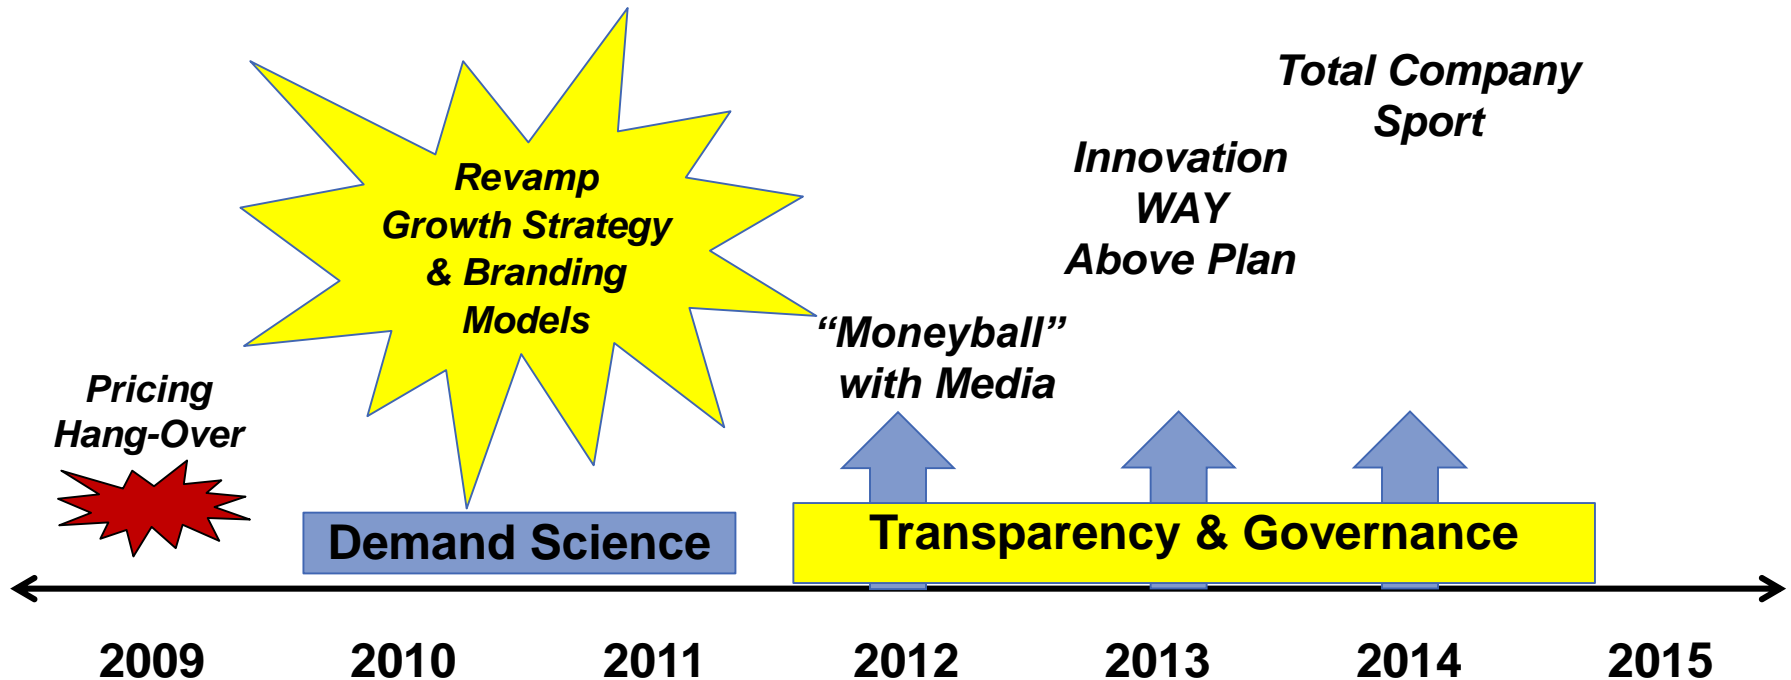 Total Company
Sport
Innovation
WAY
Above Plan
Revamp
Growth Strategy
& Branding
Models
“Moneyball”
with Media
Pricing
Hang-Over
Demand Science
Transparency & Governance
2009
2010
2011
2012
2013
2014
2015